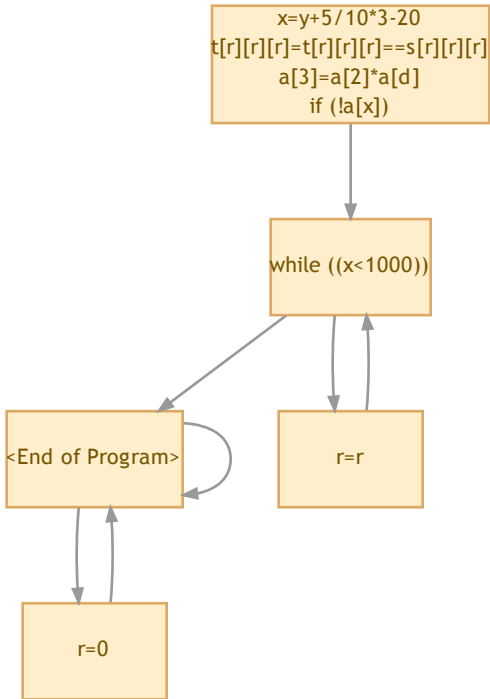 x=y+5/10*3-20
t[r][r][r]=t[r][r][r]==s[r][r][r]
a[3]=a[2]*a[d]
if (!a[x])
while ((x<1000))
<End of Program>
r=r
r=0